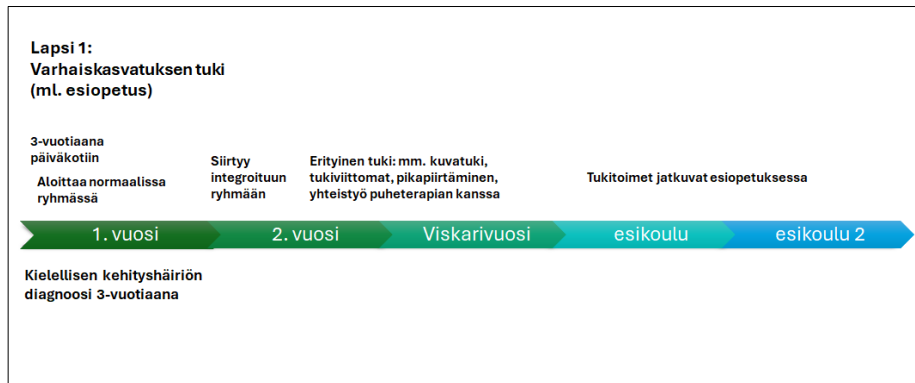 Lapsi 1:
Varhaiskasvatuksen tuki
(ml. esiopetus)
3-vuotiaana
päiväkotiin
Aloittaa normaalissa
ryhmässä
Siirtyy
integroituun
ryhmään
Erityinen tuki: mm. kuvatuki,
tukiviittomat, pikapiirtäminen,
yhteistyö puheterapian kanssa
Tukitoimet jatkuvat esiopetuksessa
1. vuosi
2. vuosi
Viskarivuosi
esikoulu
esikoulu 2
Kielellisen kehityshäiriön
diagnoosi 3-vuotiaana